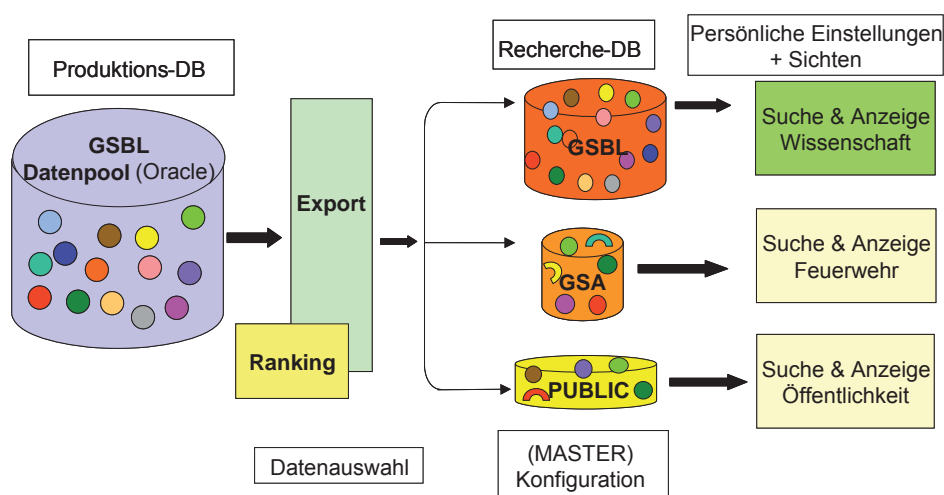 Produktions-DB
GSBL
Datenpool (Oracle)
Export
Ranking
Datenauswahl
Recherche-DB
GSBL
GSA
PUBLIC
(MASTER)
Konfiguration
Persönliche Einstellungen
+ Sichten
Suche & Anzeige
Wissenschaft
Suche & Anzeige
Feuerwehr
Suche & Anzeige
Öffentlichkeit